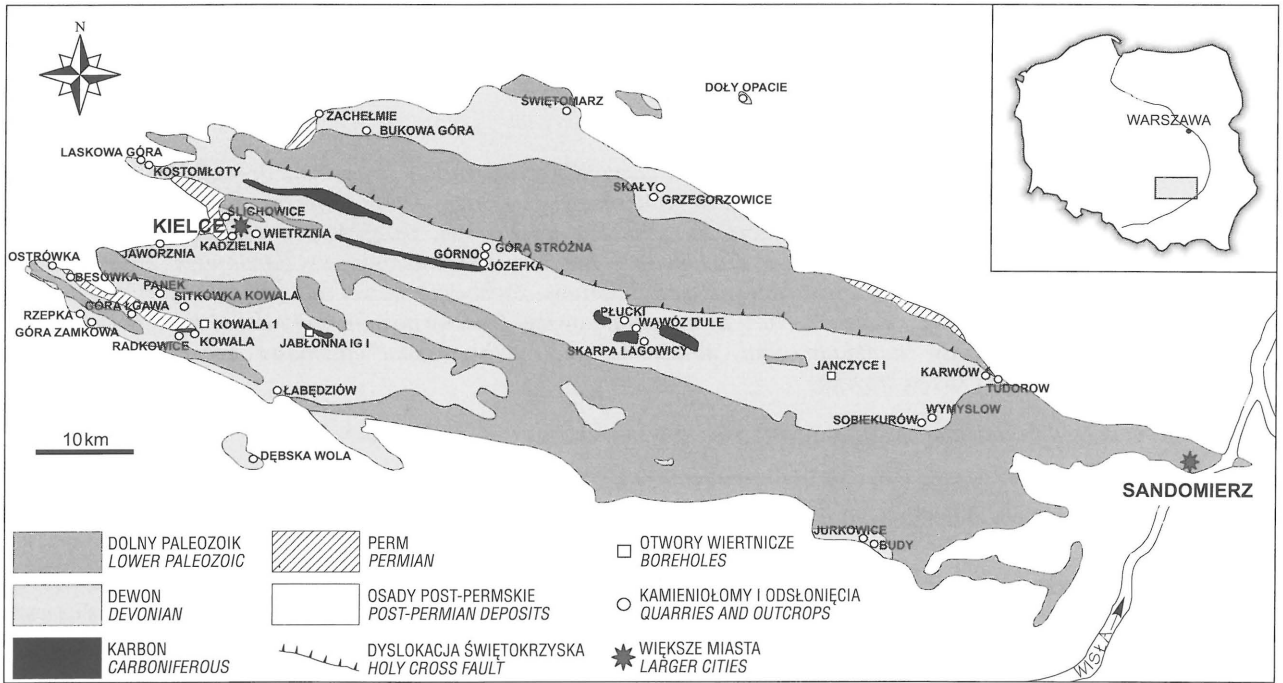 N
ZACHEŁMIE
BUKOWA GÓRA
ŚWIĘTOMARZ
DOŁY OPACIE
WARSZAWA
LASKOWA GÓRA
KOSTOMŁOTY
SKAŁY
GRZEGORZOWICE
ŚLICHOWICE
KIELCE
WIETRZNIA
KADZIELNIA
JAWORZNIA
GÓRNO
GÓRA STRÓŻNA
JÓZEFKA
OSTRÓWKA
BESÓWKA
PANEK
SITKÓWKA KOWALA
GÓRA ŁGAWA
RZEPKA
GÓRA ZAMKOWA
KOWALA 1
KOWALA
RADKOWICE
JABŁONNA IG I
PŁUCKI
WĄWÓZ DULE
SKARPA LAGOWICY
JANCZYCE I
KARWÓW
TUDOROW
ŁABĘDZIÓW
SOBIEKURÓW
WYMYSLOW
10 km
DĘBSKA WOLA
SANDOMIERZ
JURKOWICE
BUDY
WISŁA
DOLNY PALEOZOIK
LOWER PALEOZOIC
DEWON
DEVONIAN
KARBON
CARBONIFEROUS
PERM
PERMIAN
OSADY POST-PERMSKIE
POST-PERMIAN DEPOSITS
DYSLOKACJA ŚWIĘTOKRZYSKA
HOLY CROSS FAULT
OTWORY WIERTNICZE
BOREHOLES
KAMIENIOŁOMY I ODSŁONIĘCIA
QUARRIES AND OUTCROPS
WIĘKSZE MIASTA
LARGER CITIES